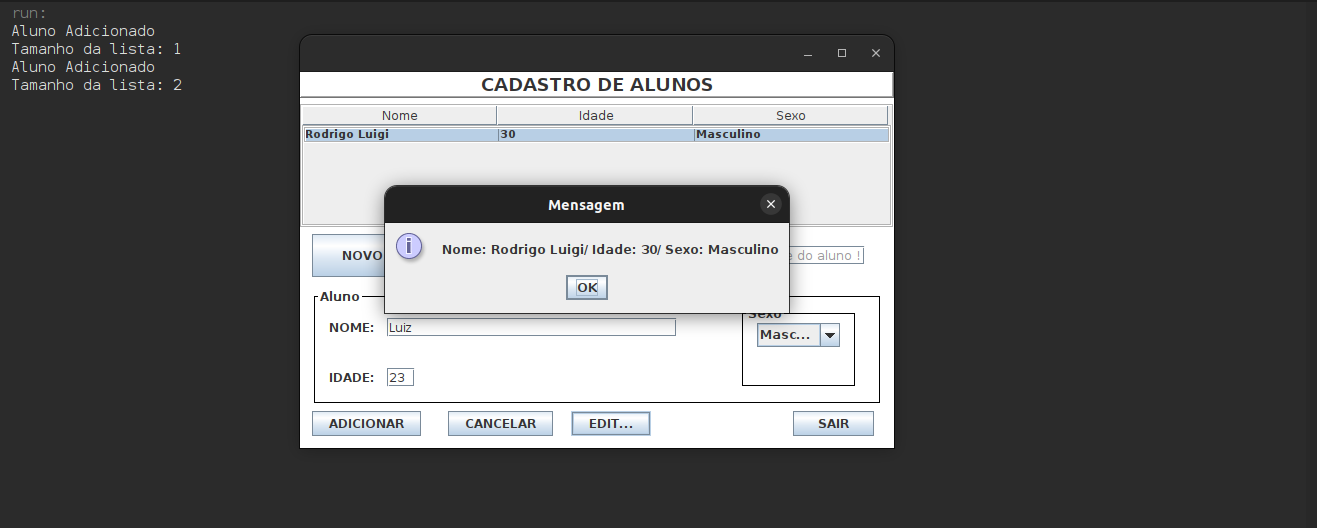 run:
Aluno Adicionado
Tamanho da lista: 1
Aluno Adicionado
Tamanho da lista: 2
CADASTRO DE ALUNOS
Nome Idade Sexo
Rodrigo Luigi 30 Masculino
Mensagem
Nome: Rodrigo Luigi/ Idade: 30/ Sexo: Masculino
OK
NOVO
do aluno !
Aluno
Sexo
NOME: Luiz
Masc...
IDADE: 23
ADICIONAR CANCELAR EDIT... SAIR